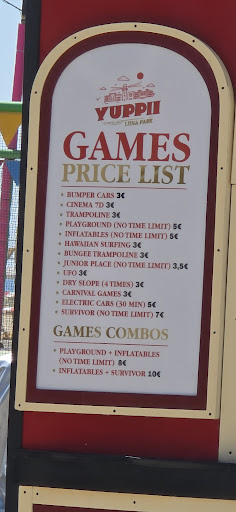 YUPPII
LUNA PARK
GAMES
PRICE LIST
• BUMPER CARS 3€
• CINEMA 7D 3€
• TRAMPOLINE 3€
• PLAYGROUND (NO TIME LIMIT) 5€
• INFLATABLES (NO TIME LIMIT) 5€
• HAWAIIAN SURFING 3€
• BUNGEE TRAMPOLINE 3€
• JUNIOR PLACE (NO TIME LIMIT) 3,5€
• UFO 3€
• DRY SLOPE (4 TIMES) 3€
• CARNIVAL GAMES 3€
• ELECTRIC CARS (30 MIN) 5€
• SURVIVOR (NO TIME LIMIT) 7€
GAMES COMBOS
• PLAYGROUND + INFLATABLES
(NO TIME LIMIT) 8€
• INFLATABLES + SURVIVOR 10€